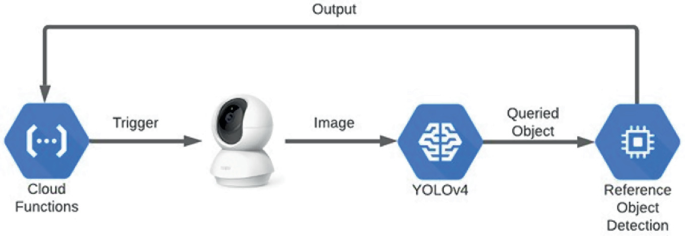 Output
Trigger
Image
Queried
Object
Cloud
Functions
YOLOv4
Reference
Object
Detection